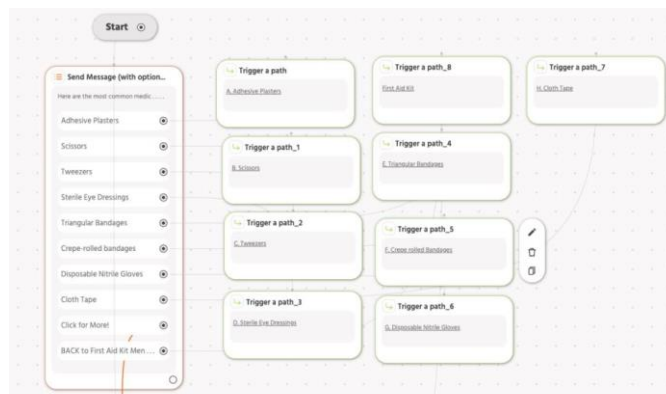 Start
Send Message (with option...
Here are the most common medic......
Adhesive Plasters
Scissors
Tweezers
Sterile Eye Dressings
Triangular Bandages
Crepe-rolled bandages
Disposable Nitrile Gloves
Cloth Tape
Click for More!
BACK to First Aid Kit Men ...
Trigger a path
A. Adhesive Plasters
Trigger a path_1
B. Scissors
Trigger a path_2
C. Tweezers
Trigger a path_3
D. Sterile Eye Dressings
Trigger a path_8
First Aid Kit
Trigger a path_4
E. Triangular Bandages
Trigger a path_5
F. Crepe rolled Bandages
Trigger a path_6
G. Disposable Nitrile Gloves
Trigger a path_7
H. Cloth Tape